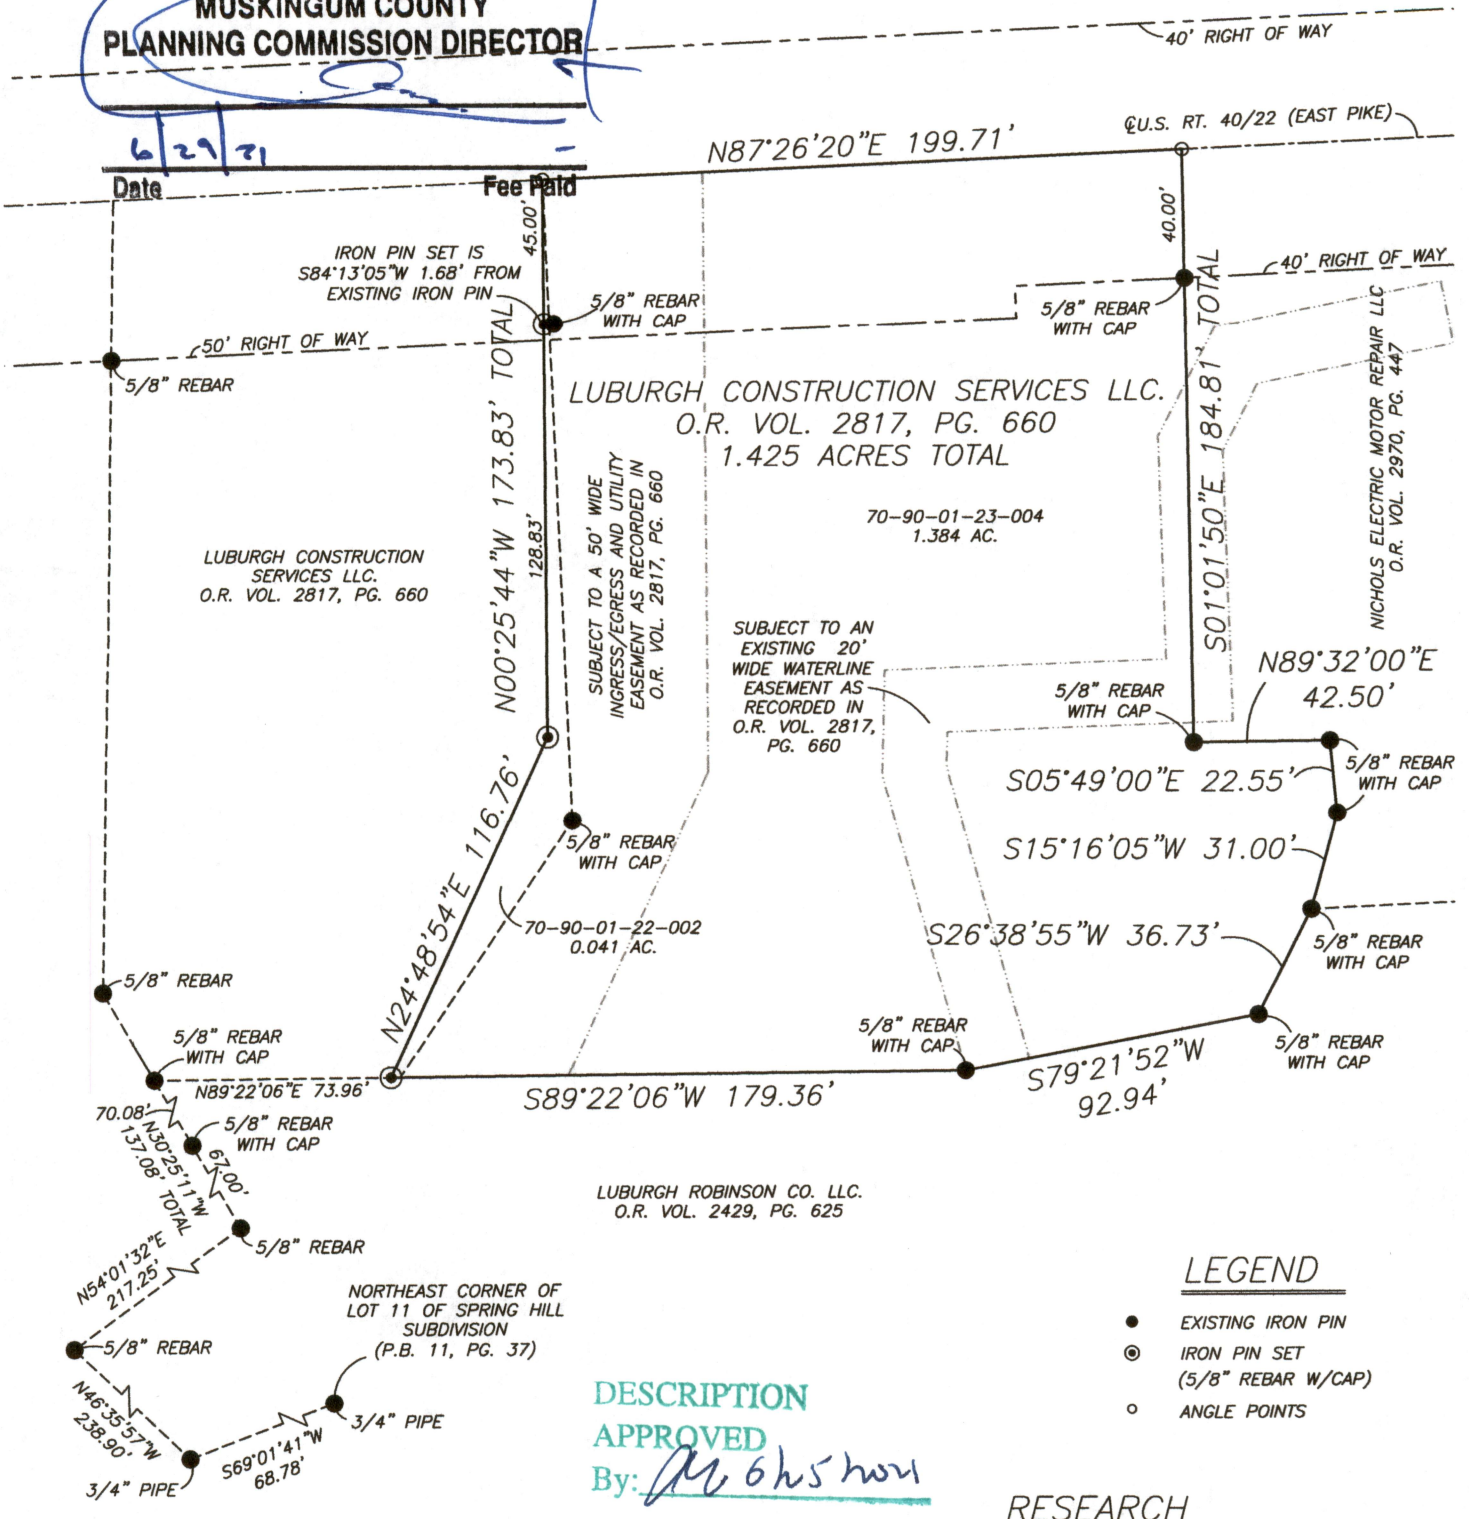 MUSKINGUM COUNTY
PLANNING COMMISSION DIRECTOR
6/29/21
Date
Fee Paid
40' RIGHT OF WAY
℄U.S. RT. 40/22 (EAST PIKE)
N87°26'20"E 199.71'
45.00'
40.00'
IRON PIN SET IS
S84°13'05"W 1.68' FROM
EXISTING IRON PIN
5/8" REBAR
WITH CAP
40' RIGHT OF WAY
5/8" REBAR
WITH CAP
50' RIGHT OF WAY
5/8" REBAR
N00°25'44"W 173.83' TOTAL
128.83'
S01°01'50"E 184.81' TOTAL
NICHOLS ELECTRIC MOTOR REPAIR LLC
O.R. VOL. 2970, PG. 447
LUBURGH CONSTRUCTION SERVICES LLC.
O.R. VOL. 2817, PG. 660
1.425 ACRES TOTAL
70-90-01-23-004
1.384 AC.
LUBURGH CONSTRUCTION
SERVICES LLC.
O.R. VOL. 2817, PG. 660
SUBJECT TO A 50' WIDE
INGRESS/EGRESS AND UTILITY
EASEMENT AS RECORDED IN
O.R. VOL. 2817, PG. 660
SUBJECT TO AN
EXISTING 20'
WIDE WATERLINE
EASEMENT AS
RECORDED IN
O.R. VOL. 2817,
PG. 660
N89°32'00"E
42.50'
5/8" REBAR
WITH CAP
5/8" REBAR
WITH CAP
S05°49'00"E 22.55'
S15°16'05"W 31.00'
S26°38'55"W 36.73'
5/8" REBAR
WITH CAP
5/8" REBAR
WITH CAP
N24°48'54"E 116.76'
5/8" REBAR
WITH CAP
70-90-01-22-002
0.041 AC.
5/8" REBAR
5/8" REBAR
WITH CAP
5/8" REBAR
WITH CAP
N89°22'06"E 73.96'
S89°22'06"W 179.36'
S79°21'52"W
92.94'
70.08'
N30°25'11"W
137.08' TOTAL
67.00'
5/8" REBAR
WITH CAP
5/8" REBAR
LUBURGH ROBINSON CO. LLC.
O.R. VOL. 2429, PG. 625
N54°01'32"E
217.25'
5/8" REBAR
NORTHEAST CORNER OF
LOT 11 OF SPRING HILL
SUBDIVISION
(P.B. 11, PG. 37)
3/4" PIPE
N46°35'57"W
238.90'
S69°01'41"W
68.78'
3/4" PIPE
LEGEND
EXISTING IRON PIN
IRON PIN SET
(5/8" REBAR W/CAP)
ANGLE POINTS
DESCRIPTION
APPROVED
By:
RESEARCH